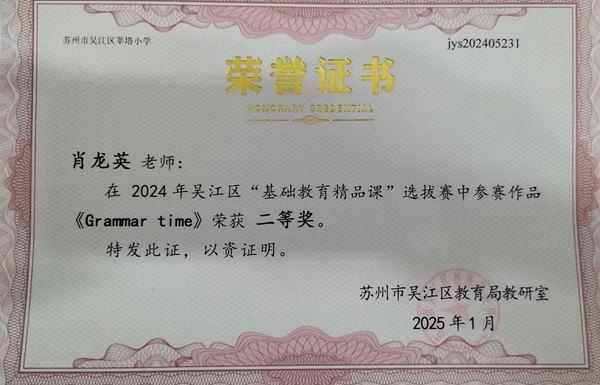 苏州市吴江区莘塔小学
jys202405231
荣誉证书
HONORARY CREDENTIAL
肖龙英 老师：
在 2024 年吴江区“基础教育精品课”选拔赛中参赛作品
《Grammar time》荣获 二等奖。
特发此证，以资证明。
苏州市吴江区教育局教研室
2025 年 1 月